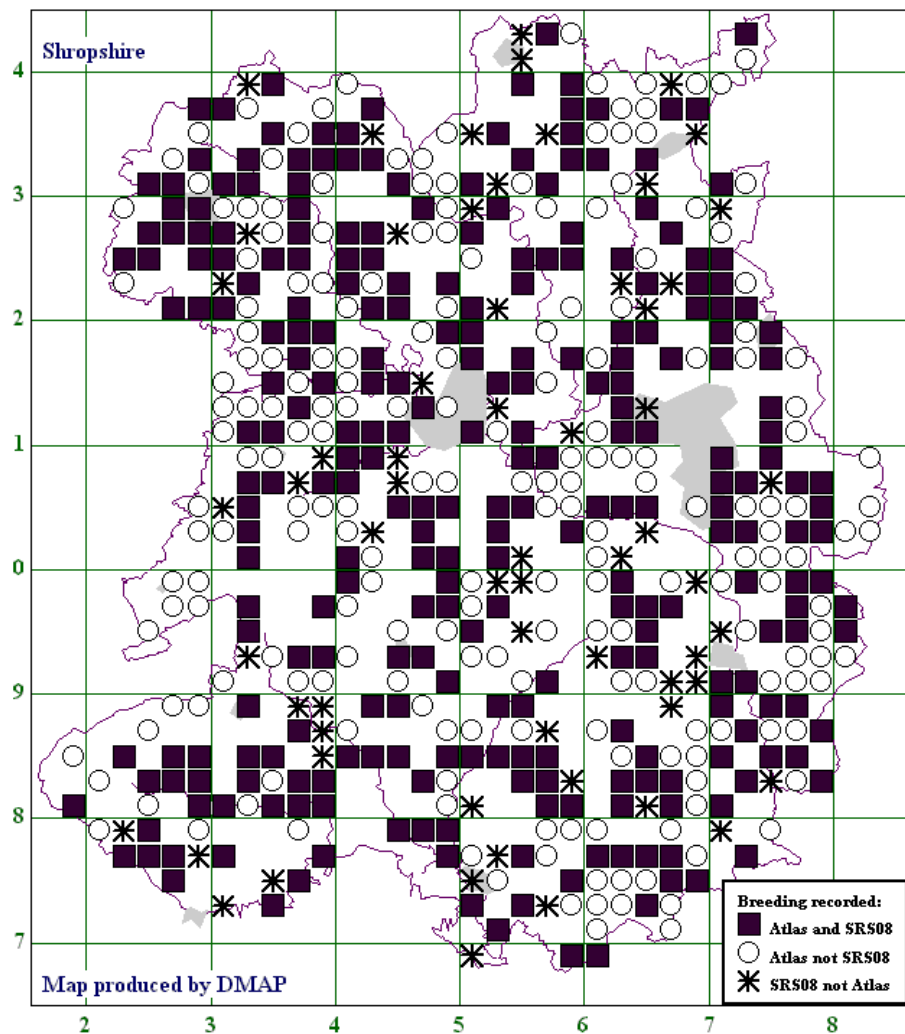 Shropshire
4
3
2
1
0
9
8
7
Breeding recorded:
Atlas and SRS08
Atlas not SRS08
SRS08 not Atlas
Map produced by DMAP
2 3 4 5 6 7 8